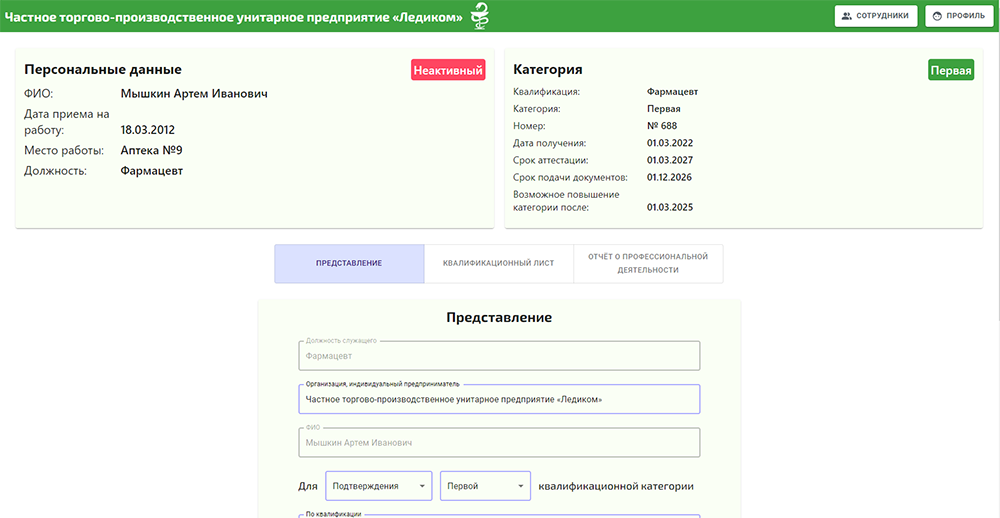 Частное торгово-производственное унитарное предприятие «Ледиком»
СОТРУДНИКИ
ПРОФИЛЬ
Персональные данные
Неактивный
ФИО: Мышкин Артем Иванович
Дата приема на
работу: 18.03.2012
Место работы: Аптека №9
Должность: Фармацевт
Категория
Первая
Квалификация: Фармацевт
Категория: Первая
Номер: № 688
Дата получения: 01.03.2022
Срок аттестации: 01.03.2027
Срок подачи документов: 01.12.2026
Возможное повышение
категории после: 01.03.2025
ПРЕДСТАВЛЕНИЕ
КВАЛИФИКАЦИОННЫЙ ЛИСТ
ОТЧЁТ О ПРОФЕССИОНАЛЬНОЙ
ДЕЯТЕЛЬНОСТИ
Представление
Должность служащего
Фармацевт
Организация, индивидуальный предприниматель
Частное торгово-производственное унитарное предприятие «Ледиком»
ФИО
Мышкин Артем Иванович
Для Подтверждения Первой квалификационной категории
По квалификации